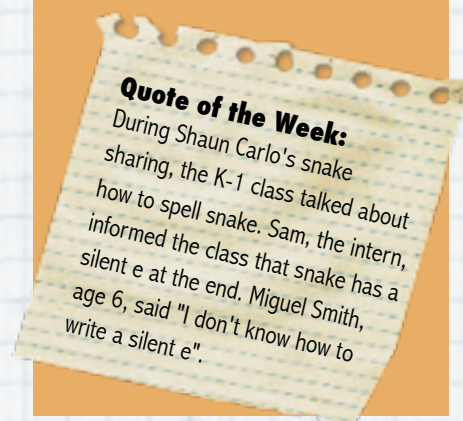 Quote of the Week:
During Shaun Carlo's snake
sharing, the K-1 class talked about
how to spell snake. Sam, the intern,
informed the class that snake has a
silent e at the end. Miguel Smith,
age 6, said "I don't know how to
write a silent e".